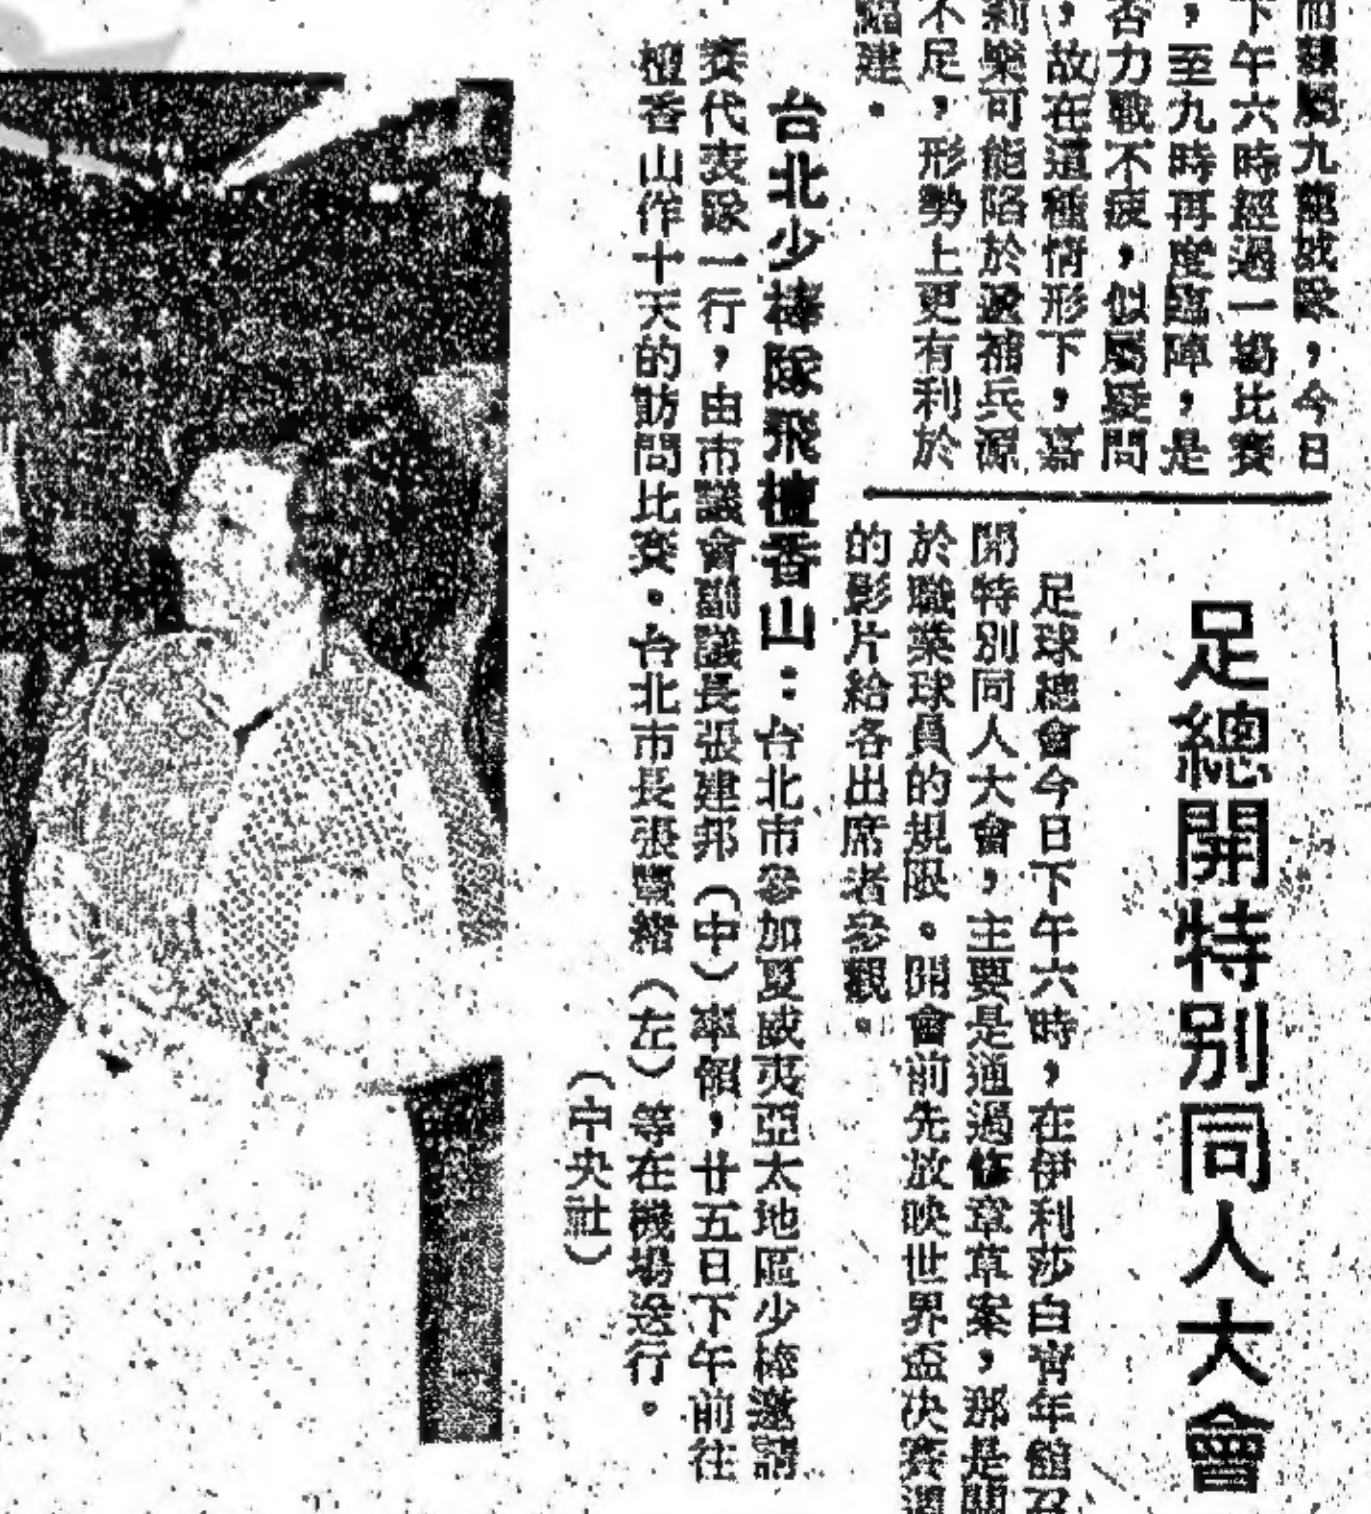 九龍故隊，今日
下午六時經過一場比賽
，至九時再度臨陣，是
否力戰不疲，似屬疑問
，故在這種情形下，嘉
利樂可能陷於遞補兵源
不足，形勢上更有利於
建。
足總開特別同人大會
足球總會今日下午六時，在伊利莎白青年館召
開特別同人大會，主要是通過修章草案，那是關
於職業球員的規限。開會前先放映世界盃決賽週
的影片給各出席者參觀。
台北少棒隊飛檀香山：台北市參加夏威夷亞太地區少棒邀請
賽代表隊一行，由市議會副議長張建邦（中）率領，廿五日下午前往
檀香山作十天的訪問比賽。台北市長張豐緒（左）等在機場送行。
（中央社）